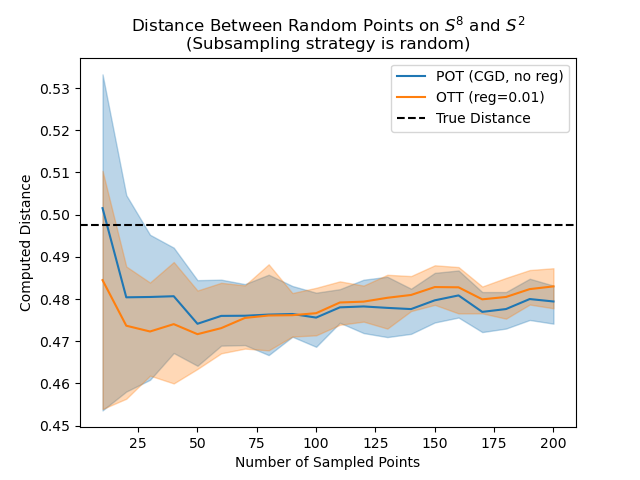 Distance Between Random Points on $S^8$ and $S^2$
(Subsampling strategy is random)
POT (CGD, no reg)
OTT (reg=0.01)
True Distance
Computed Distance
0.53
0.52
0.51
0.50
0.49
0.48
0.47
0.46
0.45
25 50 75 100 125 150 175 200
Number of Sampled Points